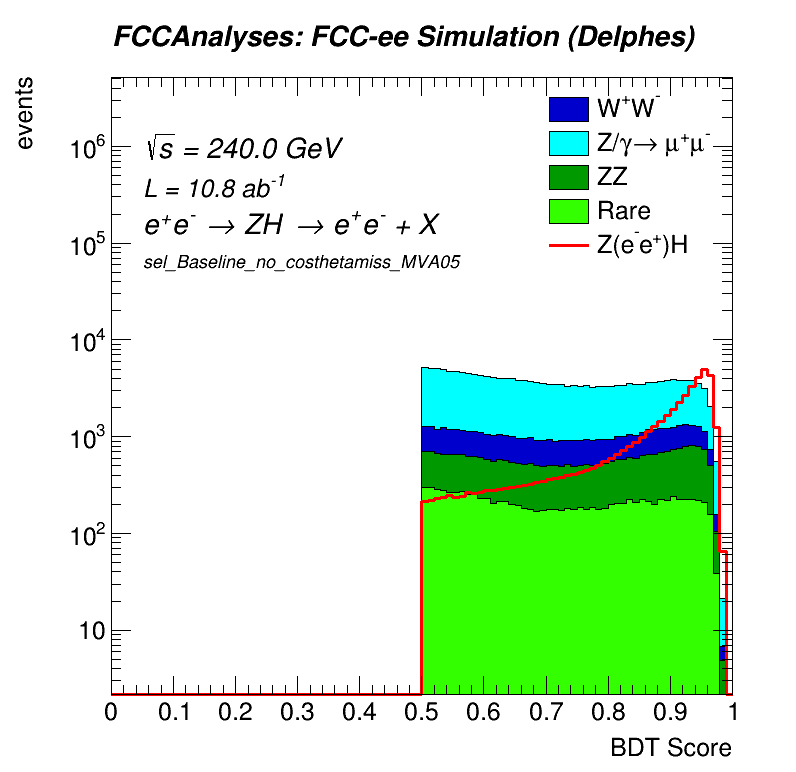 FCCAnalyses: FCC-ee Simulation (Delphes)
events
√s = 240.0 GeV
L = 10.8 ab⁻¹
e⁺e⁻ → ZH → e⁺e⁻ + X
sel_Baseline_no_costhetamiss_MVA05
W⁺W⁻
Z/γ→ μ⁺μ⁻
ZZ
Rare
Z(e⁻e⁺)H
10⁶
10⁵
10⁴
10³
10²
10
0 0.1 0.2 0.3 0.4 0.5 0.6 0.7 0.8 0.9 1
BDT Score